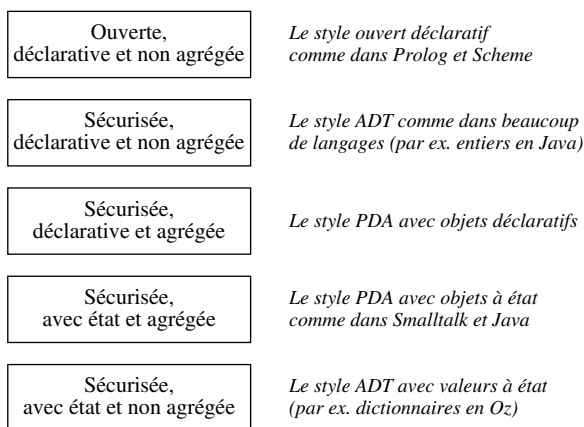 Ouverte,
déclarative et non agrégée
Le style ouvert déclaratif
comme dans Prolog et Scheme
Sécurisée,
déclarative et non agrégée
Le style ADT comme dans beaucoup
de langages (par ex. entiers en Java)
Sécurisée,
déclarative et agrégée
Le style PDA avec objets déclaratifs
Sécurisée,
avec état et agrégée
Le style PDA avec objets à état
comme dans Smalltalk et Java
Sécurisée,
avec état et non agrégée
Le style ADT avec valeurs à état
(par ex. dictionnaires en Oz)